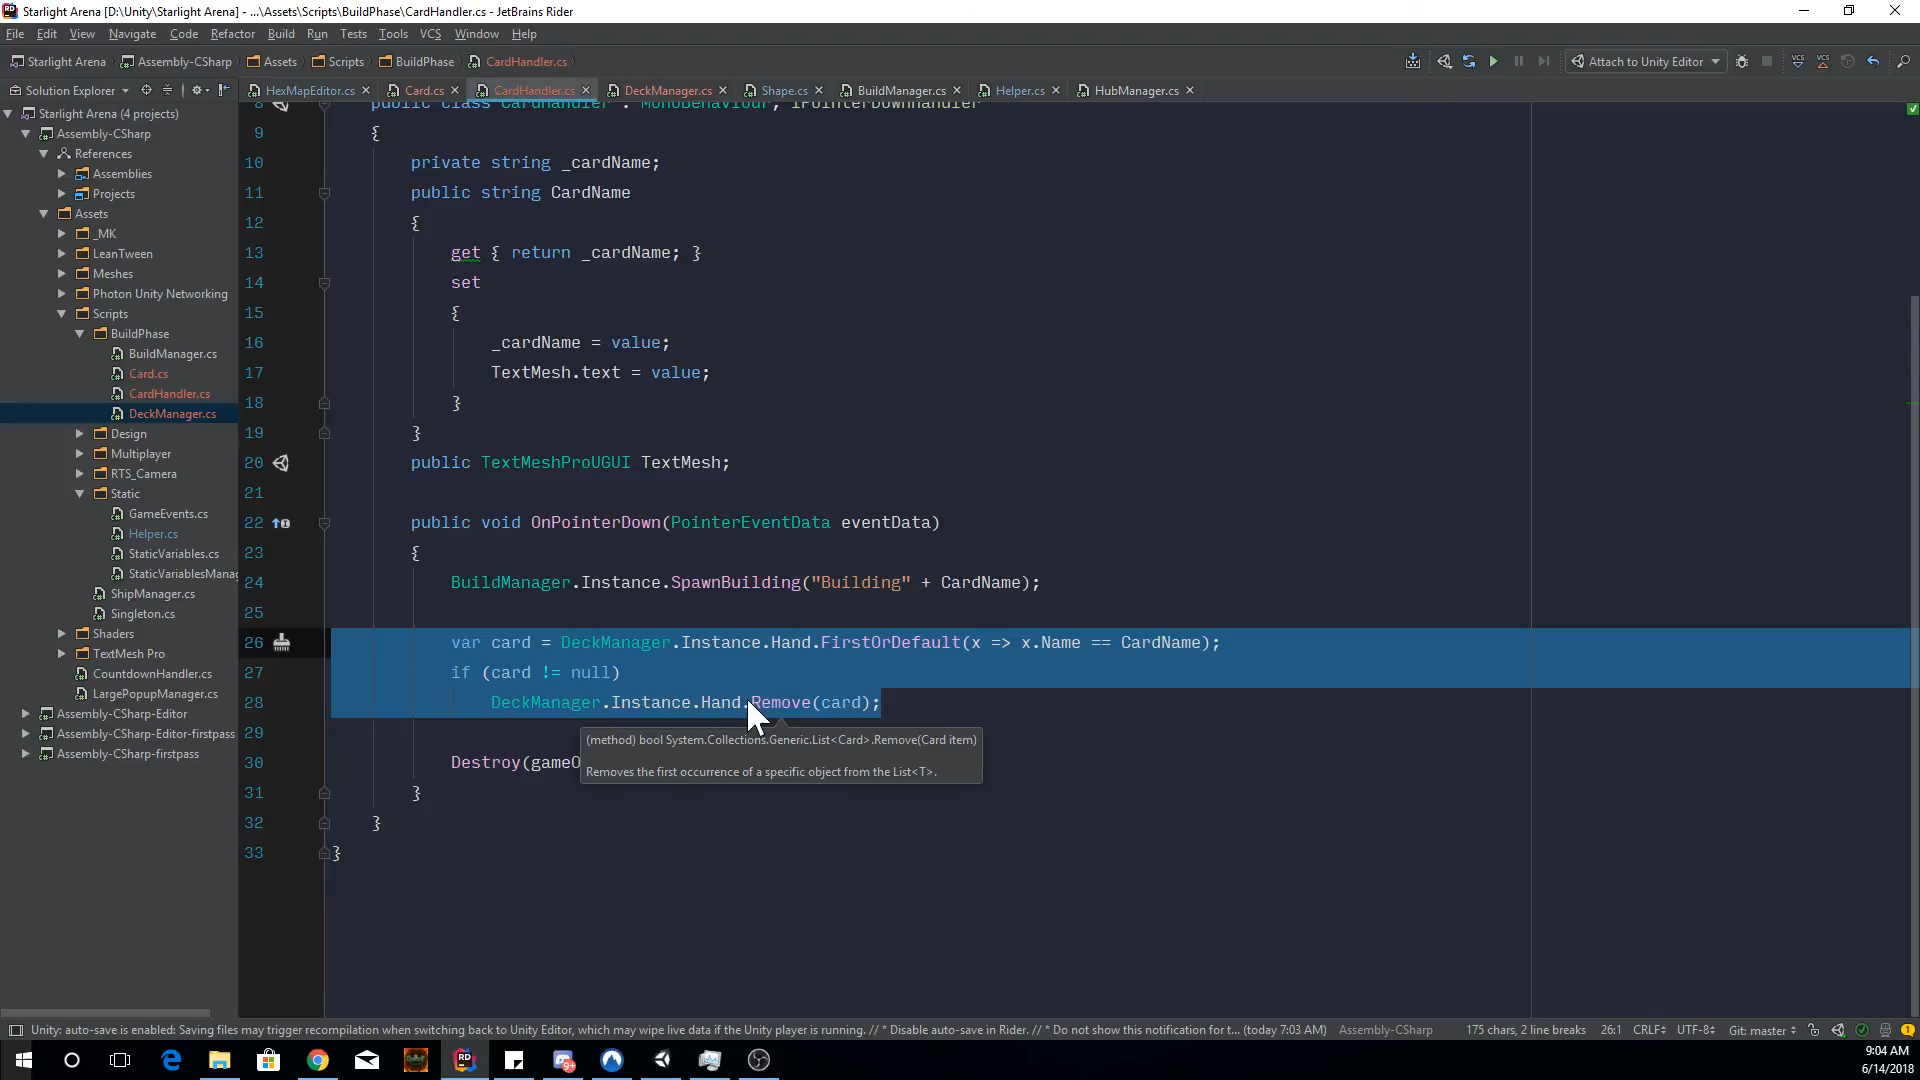 Starlight Arena [D:\Unity\Starlight Arena] - ...\Assets\Scripts\BuildPhase\CardHandler.cs - JetBrains Rider
File Edit View Navigate Code Refactor Build Run Tests Tools VCS Window Help
Starlight Arena Assembly-CSharp Assets Scripts BuildPhase CardHandler.cs Attach to Unity Editor
Solution Explorer HexMapEditor.cs Card.cs CardHandler.cs DeckManager.cs Shape.cs BuildManager.cs Helper.cs HubManager.cs
Starlight Arena (4 projects)
Assembly-CSharp
References
Assemblies
Projects
Assets
_MK
LeanTween
Meshes
Photon Unity Networking
Scripts
BuildPhase
BuildManager.cs
Card.cs
CardHandler.cs
DeckManager.cs
Design
Multiplayer
RTS_Camera
Static
GameEvents.cs
Helper.cs
StaticVariables.cs
StaticVariablesManag
ShipManager.cs
Singleton.cs
Shaders
TextMesh Pro
CountdownHandler.cs
LargePopupManager.cs
Assembly-CSharp-Editor
Assembly-CSharp-Editor-firstpass
Assembly-CSharp-firstpass
8 public class CardHandler : MonoBehaviour, IPointerDownHandler
9 {
10 private string _cardName;
11 public string CardName
12 {
13 get { return _cardName; }
14 set
15 {
16 _cardName = value;
17 TextMesh.text = value;
18 }
19 }
20 public TextMeshProUGUI TextMesh;
21
22 public void OnPointerDown(PointerEventData eventData)
23 {
24 BuildManager.Instance.SpawnBuilding("Building" + CardName);
25
26 var card = DeckManager.Instance.Hand.FirstOrDefault(x => x.Name == CardName);
27 if (card != null)
28 DeckManager.Instance.Hand.Remove(card);
29
(method) bool System.Collections.Generic.List<Card>.Remove(Card item)
30 Destroy(gameO
Removes the first occurrence of a specific object from the List<T>.
31 }
32 }
33 }
Unity: auto-save is enabled: Saving files may trigger recompilation when switching back to Unity Editor, which may wipe live data if the Unity player is running. // * Disable auto-save in Rider. // * Do not show this notification for t... (today 7:03 AM) Assembly-CSharp 175 chars, 2 line breaks 26:1 CRLF UTF-8 Git: master 1
9+
9:04 AM
6/14/2018